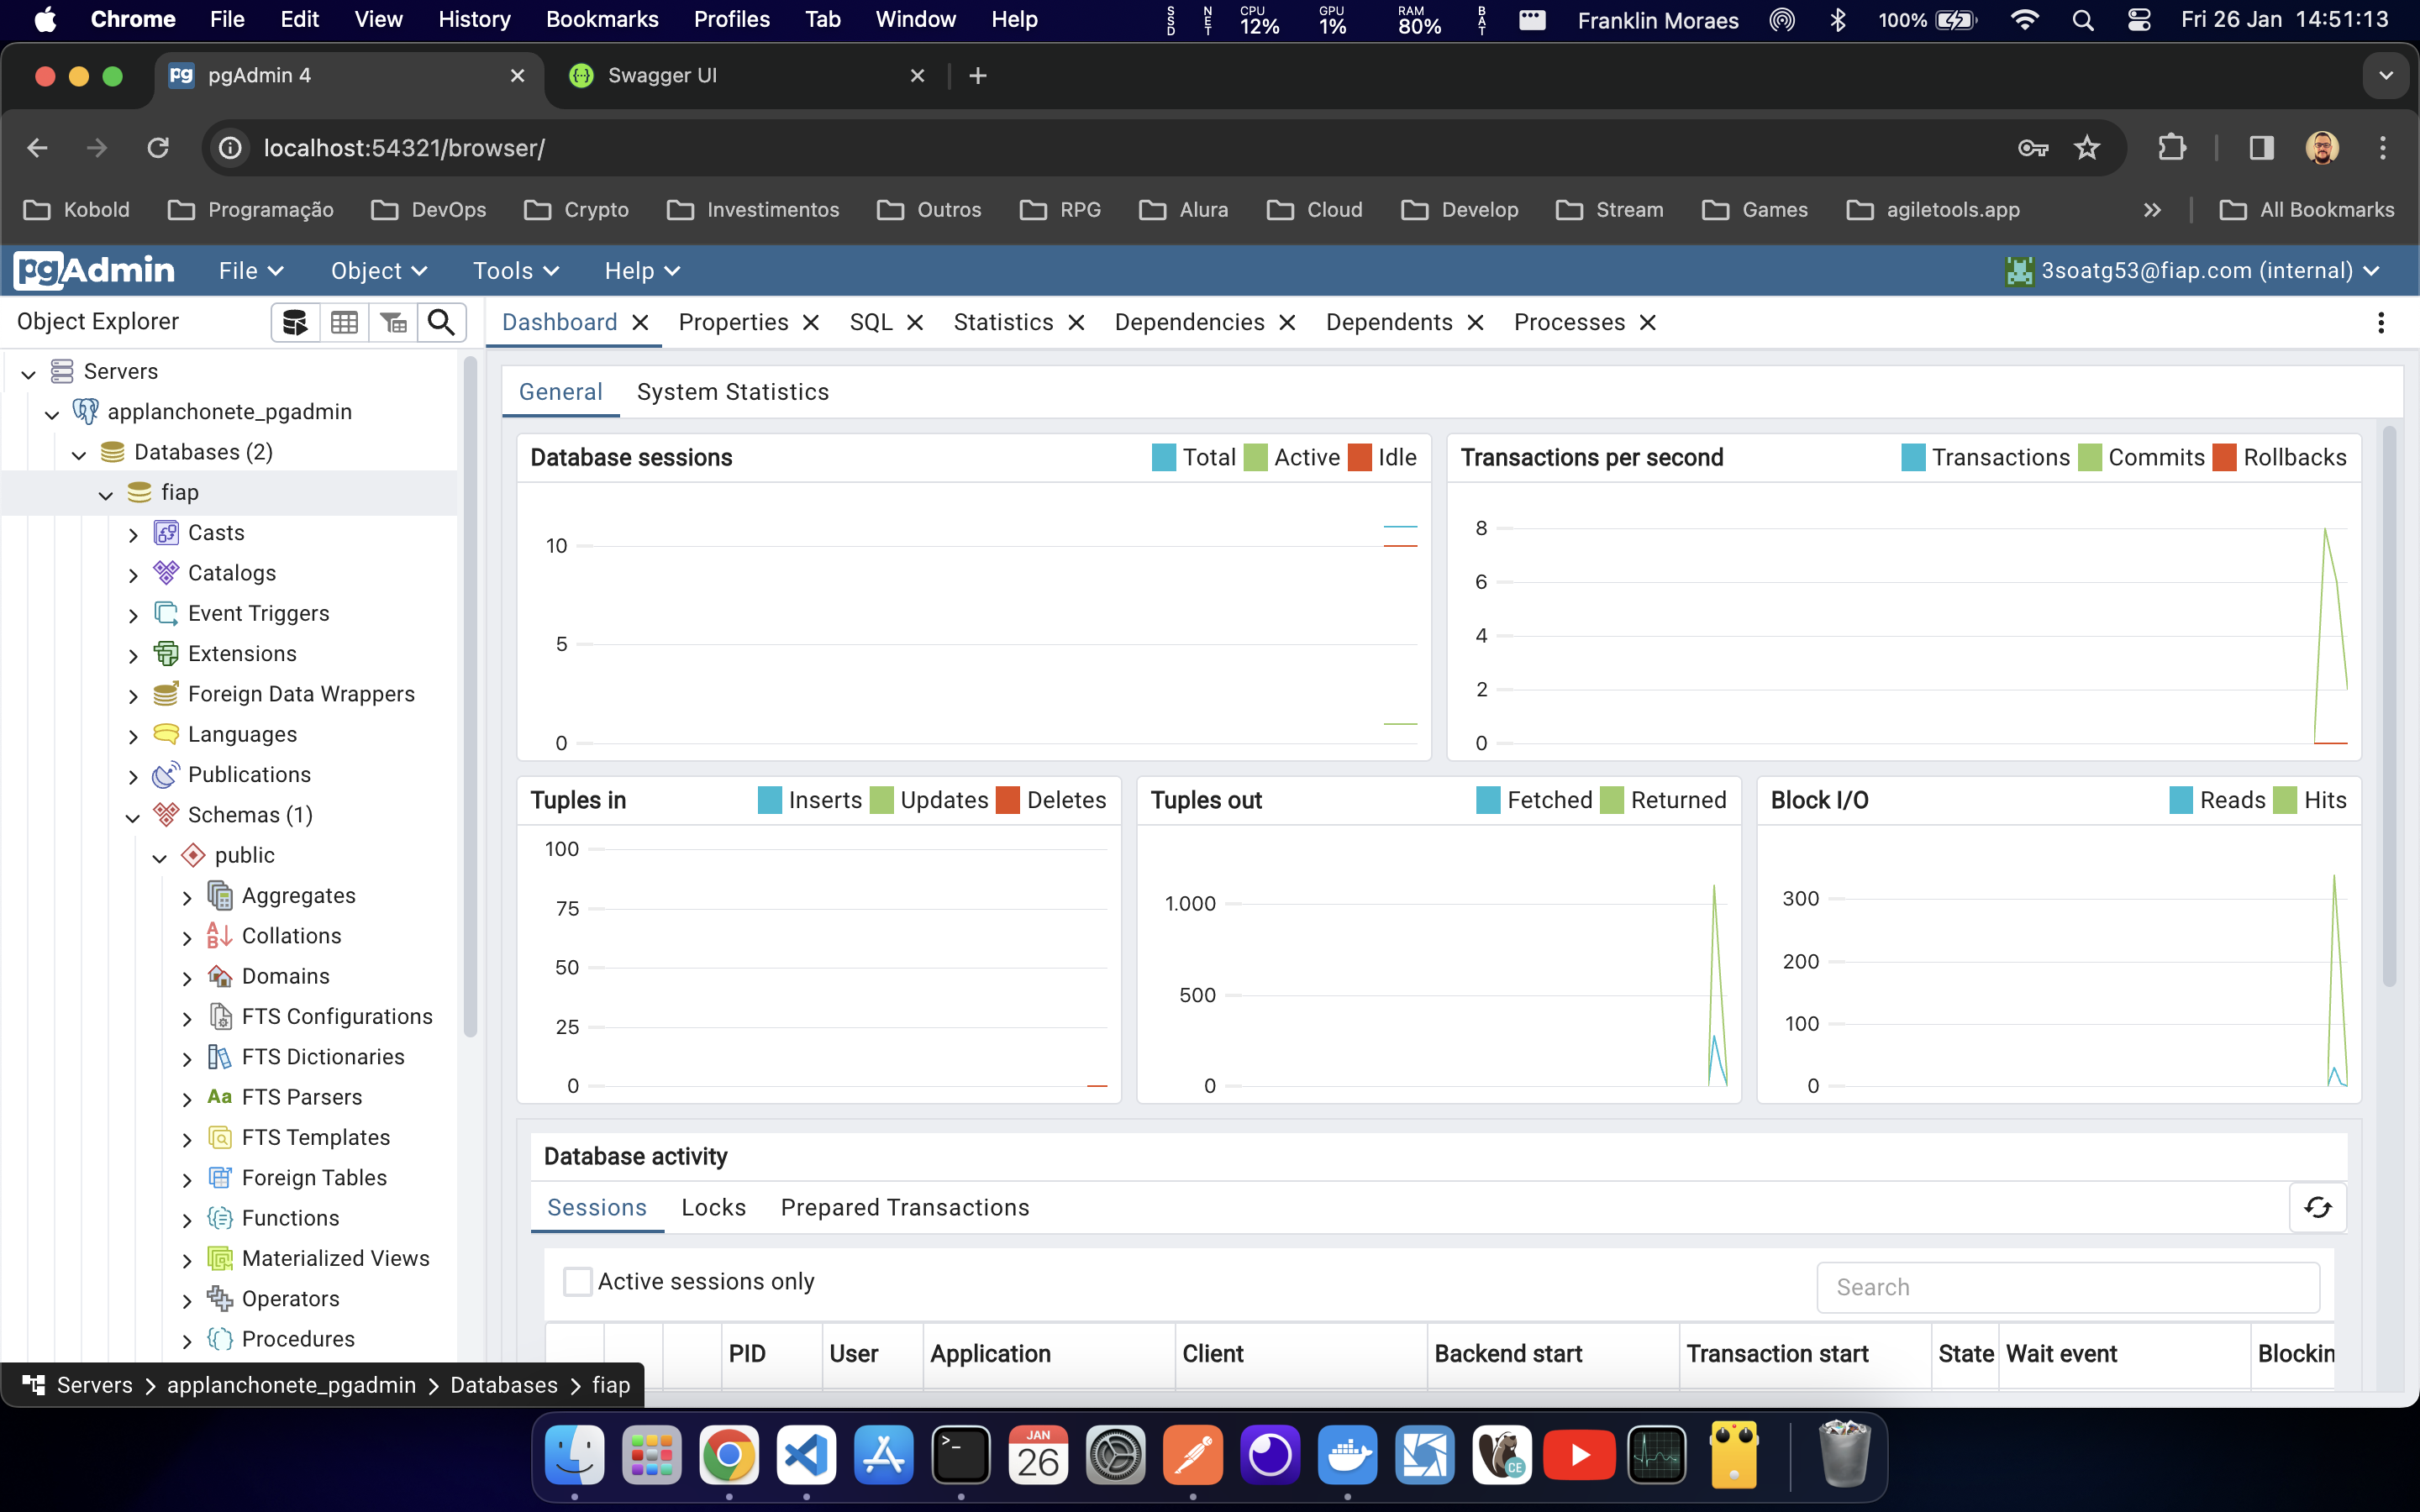 Chrome File Edit View History Bookmarks Profiles Tab Window Help SSD NET CPU 12% GPU 1% RAM 80% BAT Franklin Moraes 100% Fri 26 Jan 14:51:13
pgAdmin 4 Swagger UI
localhost:54321/browser/
Kobold Programação DevOps Crypto Investimentos Outros RPG Alura Cloud Develop Stream Games agiletools.app All Bookmarks
pgAdmin File Object Tools Help 3soatg53@fiap.com (internal)
Object Explorer
Dashboard Properties SQL Statistics Dependencies Dependents Processes
Servers
applanchonete_pgadmin
Databases (2)
fiap
Casts
Catalogs
Event Triggers
Extensions
Foreign Data Wrappers
Languages
Publications
Schemas (1)
public
Aggregates
Collations
Domains
FTS Configurations
FTS Dictionaries
Aa FTS Parsers
FTS Templates
Foreign Tables
Functions
Materialized Views
Operators
Procedures
Servers applanchonete_pgadmin Databases fiap
General System Statistics
Database sessions Total Active Idle
10
5
0
Transactions per second Transactions Commits Rollbacks
8
6
4
2
0
Tuples in Inserts Updates Deletes
100
75
50
25
0
Tuples out Fetched Returned
1.000
500
0
Block I/O Reads Hits
300
200
100
0
Database activity
Sessions Locks Prepared Transactions
Active sessions only Search
PID User Application Client Backend start Transaction start State Wait event Blockin
JAN
26
CE